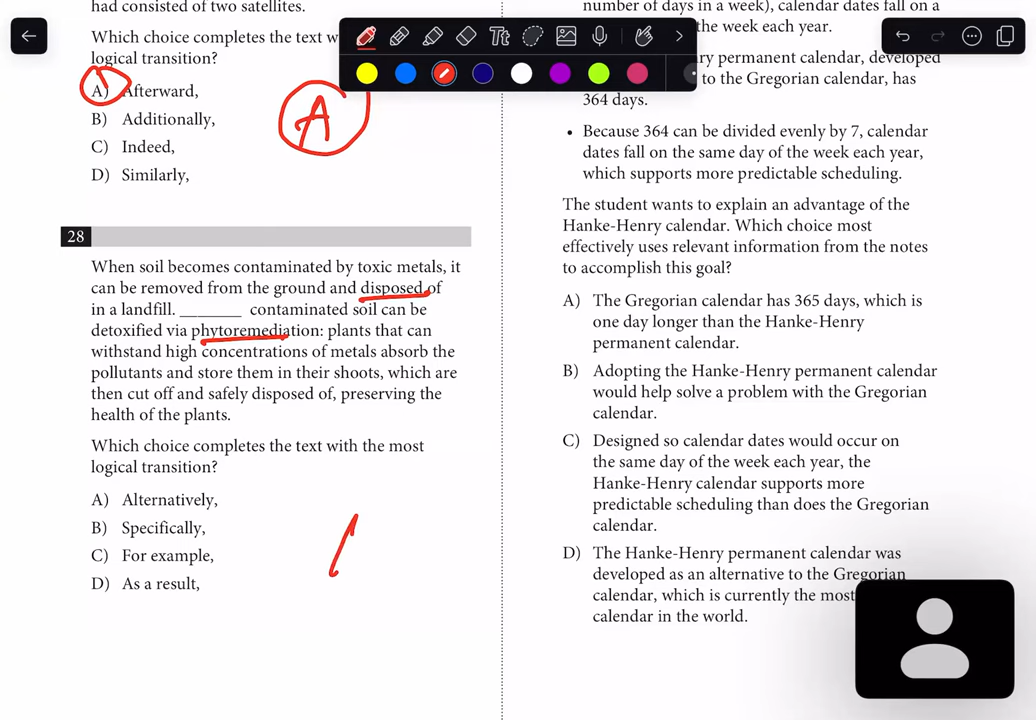 had consisted of two satellites.
Which choice completes the text w
logical transition?
A) Afterward,
B) Additionally,
C) Indeed,
D) Similarly,
A
28
When soil becomes contaminated by toxic metals, it
can be removed from the ground and disposed of
in a landfill. _______ contaminated soil can be
detoxified via phytoremediation: plants that can
withstand high concentrations of metals absorb the
pollutants and store them in their shoots, which are
then cut off and safely disposed of, preserving the
health of the plants.
Which choice completes the text with the most
logical transition?
A) Alternatively,
B) Specifically,
C) For example,
D) As a result,
Tt
number of days in a week), calendar dates fall on a
the week each year.
ry permanent calendar, developed
to the Gregorian calendar, has
364 days.
• Because 364 can be divided evenly by 7, calendar
dates fall on the same day of the week each year,
which supports more predictable scheduling.
The student wants to explain an advantage of the
Hanke-Henry calendar. Which choice most
effectively uses relevant information from the notes
to accomplish this goal?
A) The Gregorian calendar has 365 days, which is
one day longer than the Hanke-Henry
permanent calendar.
B) Adopting the Hanke-Henry permanent calendar
would help solve a problem with the Gregorian
calendar.
C) Designed so calendar dates would occur on
the same day of the week each year, the
Hanke-Henry calendar supports more
predictable scheduling than does the Gregorian
calendar.
D) The Hanke-Henry permanent calendar was
developed as an alternative to the Gregorian
calendar, which is currently the most
calendar in the world.